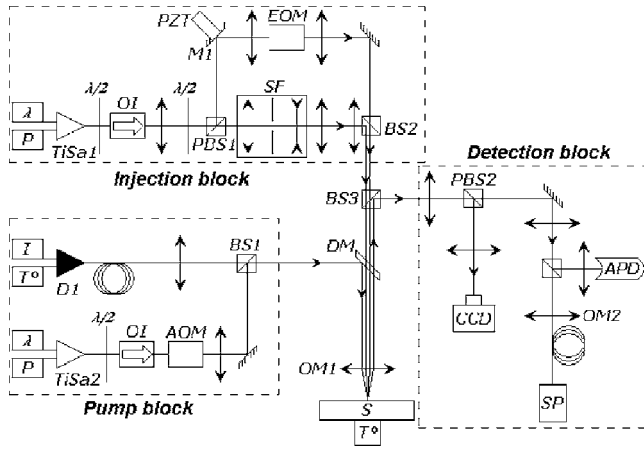 PZT
EOM
M1
λ/2
OI
λ/2
SF
λ
P
TiSa1
PBS1
BS2
Injection block
Detection block
BS3
PBS2
I
T°
D1
BS1
DM
APD
CCD
OM2
λ/2
OI
AOM
λ
P
TiSa2
OM1
SP
Pump block
S
T°